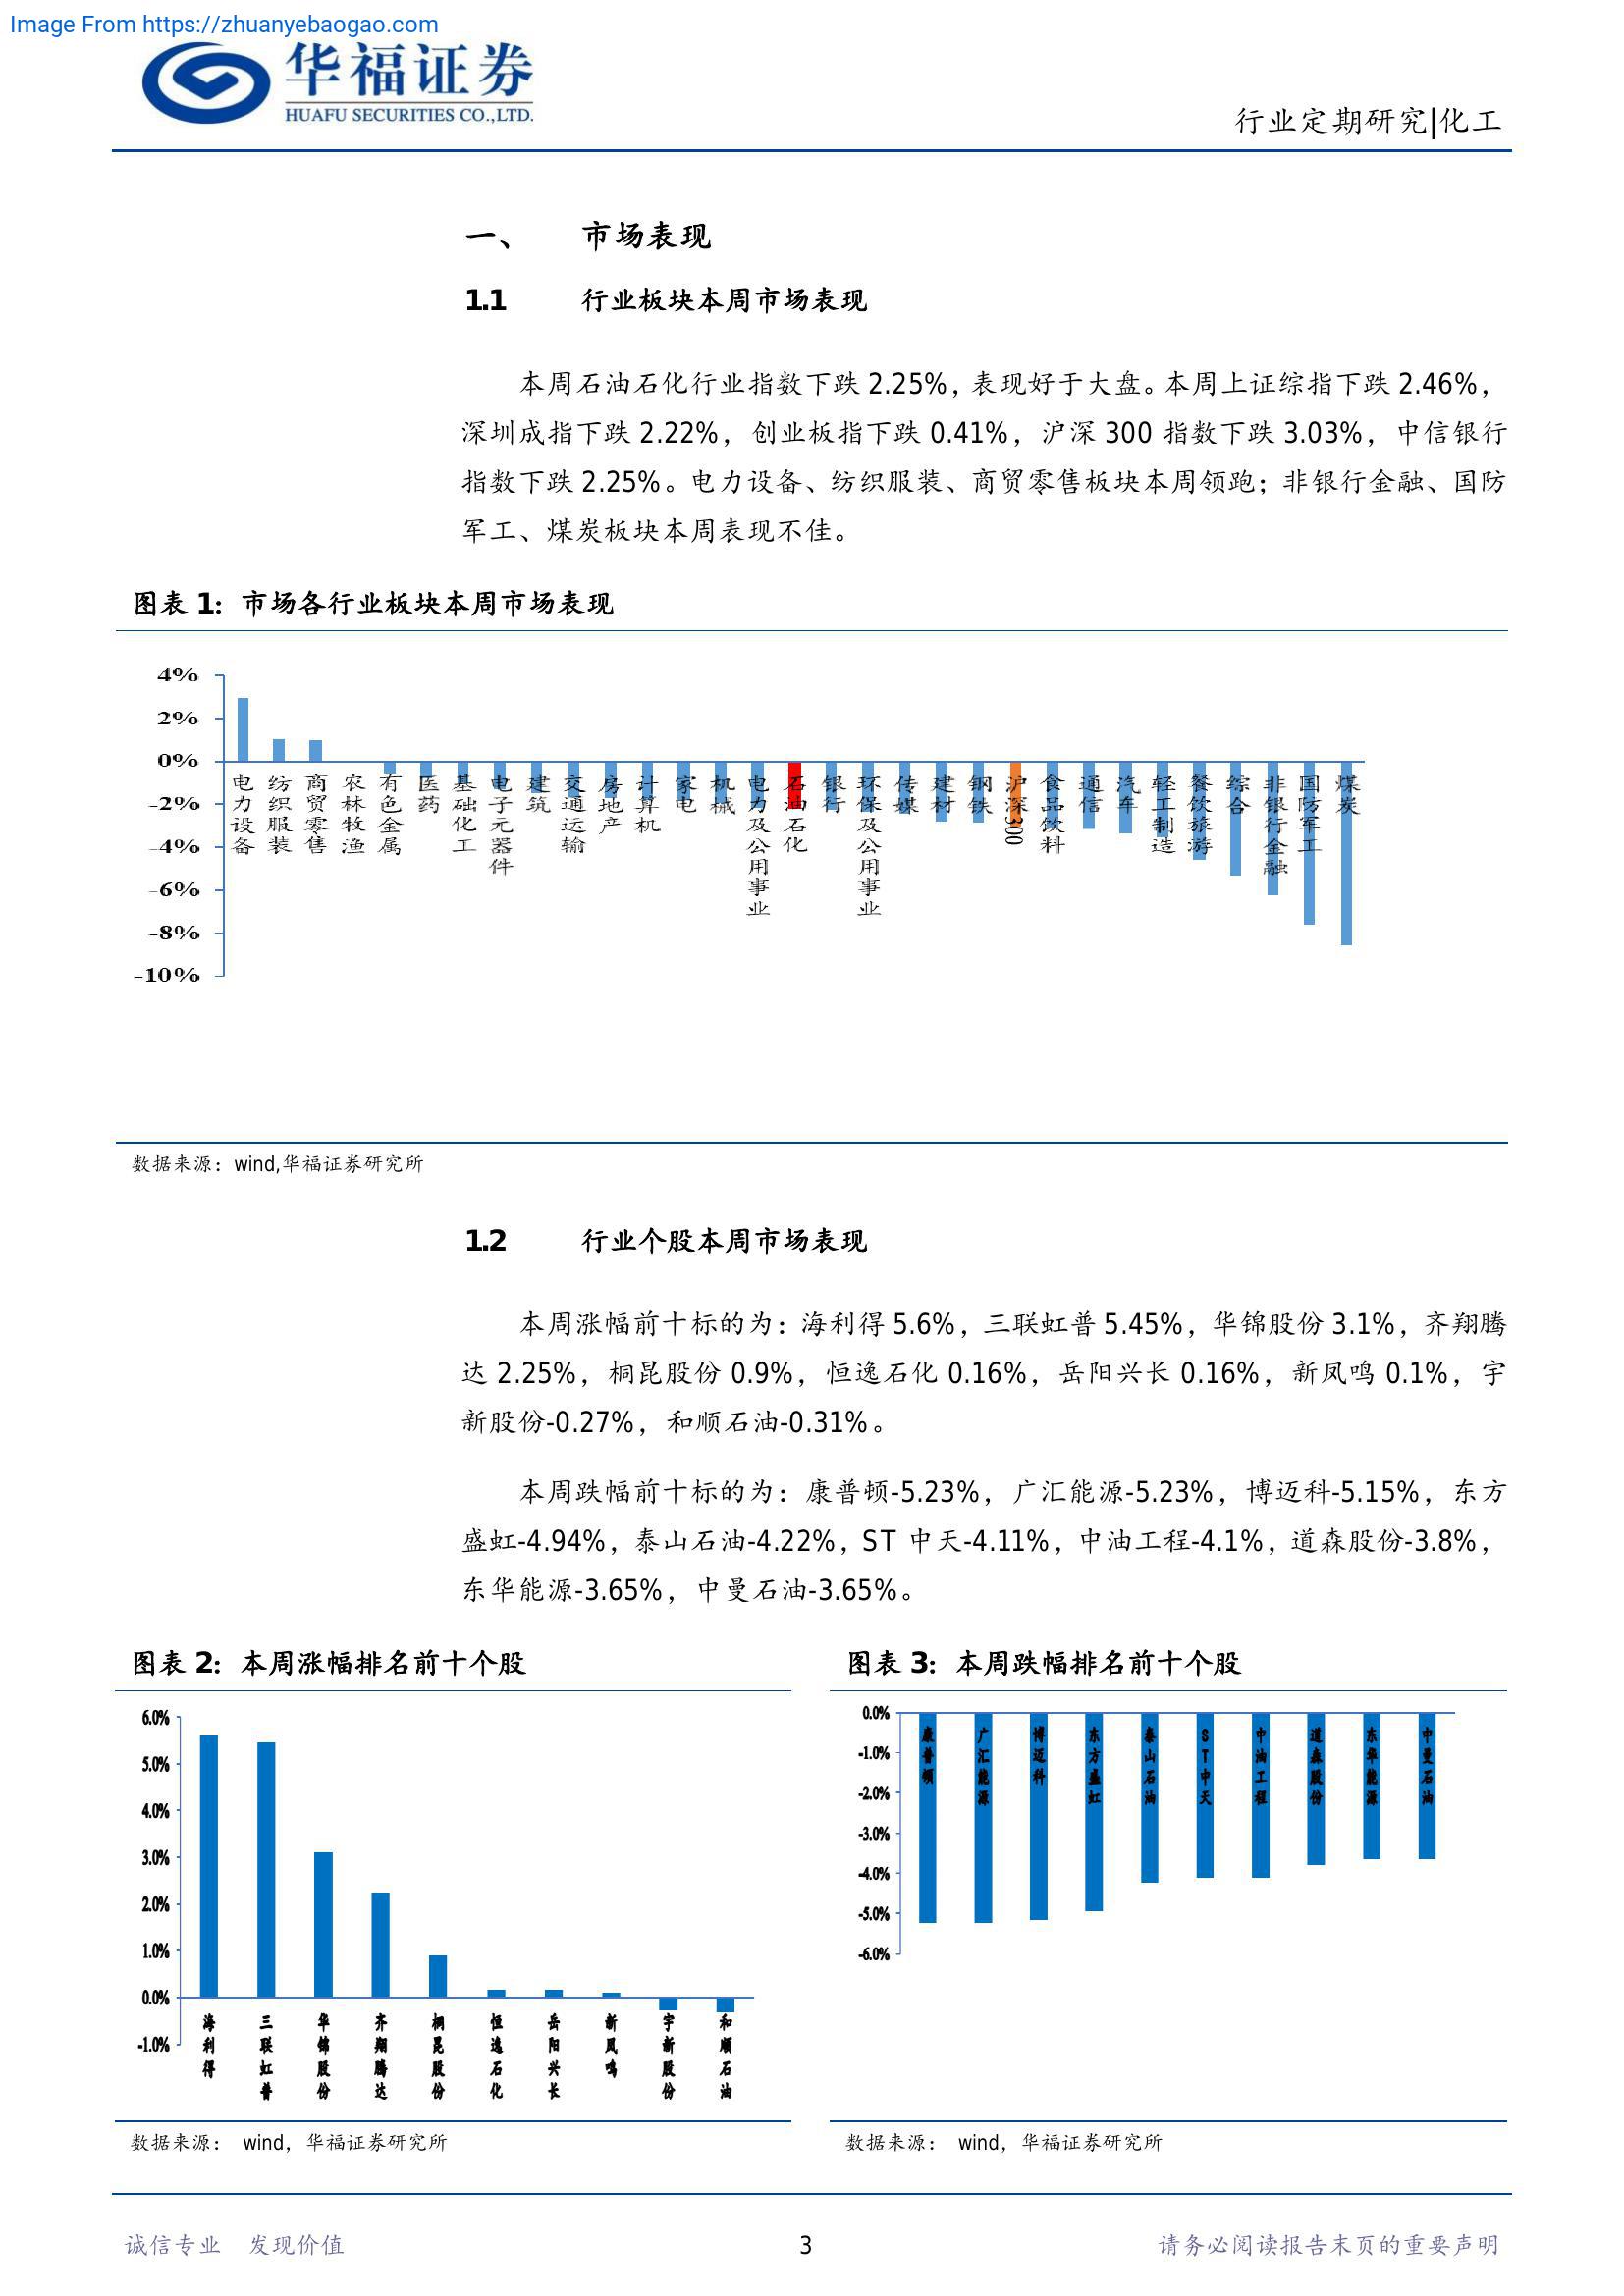 Image From https://zhuanyebaogao.com
华福证券
HUAFU SECURITIES CO.,LTD.
行业定期研究|化工
一、 市场表现
1.1 行业板块本周市场表现
本周石油石化行业指数下跌 2.25%，表现好于大盘。本周上证综指下跌 2.46%，
深圳成指下跌 2.22%，创业板指下跌 0.41%，沪深 300 指数下跌 3.03%，中信银行
指数下跌 2.25%。电力设备、纺织服装、商贸零售板块本周领跑；非银行金融、国防
军工、煤炭板块本周表现不佳。
图表 1：市场各行业板块本周市场表现
4%
2%
0%
-2%
-4%
-6%
-8%
-10%
电力设备
纺织服装
商贸零售
农林牧渔
有色金属
医药
基础化工
电子元器件
建筑
交通运输
房地产
计算机
家电
机械
电力及公用事业
石油石化
银行
环保及公用事业
传媒
建材
钢铁
沪深300
食品饮料
通信
汽车
轻工制造
餐饮旅游
综合
非银行金融
国防军工
煤炭
数据来源：wind,华福证券研究所
1.2 行业个股本周市场表现
本周涨幅前十标的为：海利得 5.6%，三联虹普 5.45%，华锦股份 3.1%，齐翔腾
达 2.25%，桐昆股份 0.9%，恒逸石化 0.16%，岳阳兴长 0.16%，新凤鸣 0.1%，宇
新股份-0.27%，和顺石油-0.31%。
本周跌幅前十标的为：康普顿-5.23%，广汇能源-5.23%，博迈科-5.15%，东方
盛虹-4.94%，泰山石油-4.22%，ST 中天-4.11%，中油工程-4.1%，道森股份-3.8%，
东华能源-3.65%，中曼石油-3.65%。
图表 2：本周涨幅排名前十个股
6.0%
5.0%
4.0%
3.0%
2.0%
1.0%
0.0%
-1.0%
海利得
三联虹普
华锦股份
齐翔腾达
桐昆股份
恒逸石化
岳阳兴长
新凤鸣
宇新股份
和顺石油
数据来源： wind，华福证券研究所
图表 3：本周跌幅排名前十个股
0.0%
-1.0%
-2.0%
-3.0%
-4.0%
-5.0%
-6.0%
康普顿
广汇能源
博迈科
东方盛虹
泰山石油
ST中天
中油工程
道森股份
东华能源
中曼石油
数据来源： wind，华福证券研究所
诚信专业 发现价值
3
请务必阅读报告末页的重要声明